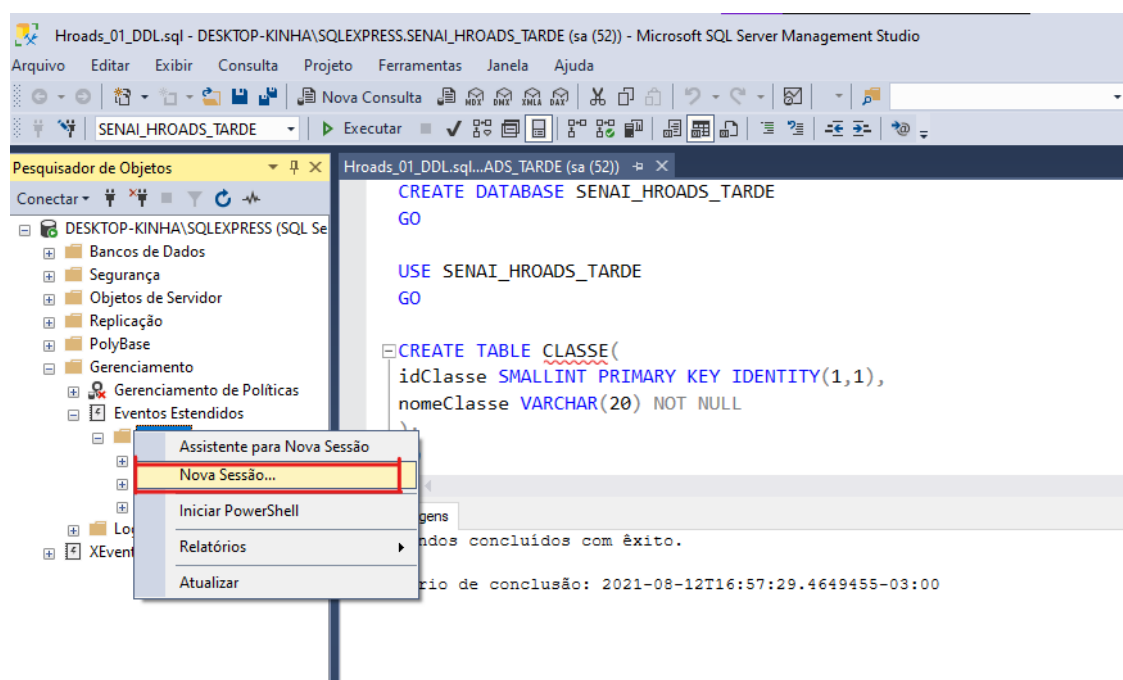 Hroads_01_DDL.sql - DESKTOP-KINHA\SQLEXPRESS.SENAI_HROADS_TARDE (sa (52)) - Microsoft SQL Server Management Studio
Arquivo Editar Exibir Consulta Projeto Ferramentas Janela Ajuda
Nova Consulta MDX DMX XMLA DAX
SENAI_HROADS_TARDE Executar
Pesquisador de Objetos
Conectar
DESKTOP-KINHA\SQLEXPRESS (SQL Se
Bancos de Dados
Segurança
Objetos de Servidor
Replicação
PolyBase
Gerenciamento
Gerenciamento de Políticas
Eventos Estendidos
XEvent
Assistente para Nova Sessão
Nova Sessão...
Iniciar PowerShell
Relatórios
Atualizar
Hroads_01_DDL.sql...ADS_TARDE (sa (52))
CREATE DATABASE SENAI_HROADS_TARDE
GO
USE SENAI_HROADS_TARDE
GO
CREATE TABLE CLASSE(
idClasse SMALLINT PRIMARY KEY IDENTITY(1,1),
nomeClasse VARCHAR(20) NOT NULL
);
gens
ndos concluídos com êxito.
rio de conclusão: 2021-08-12T16:57:29.4649455-03:00